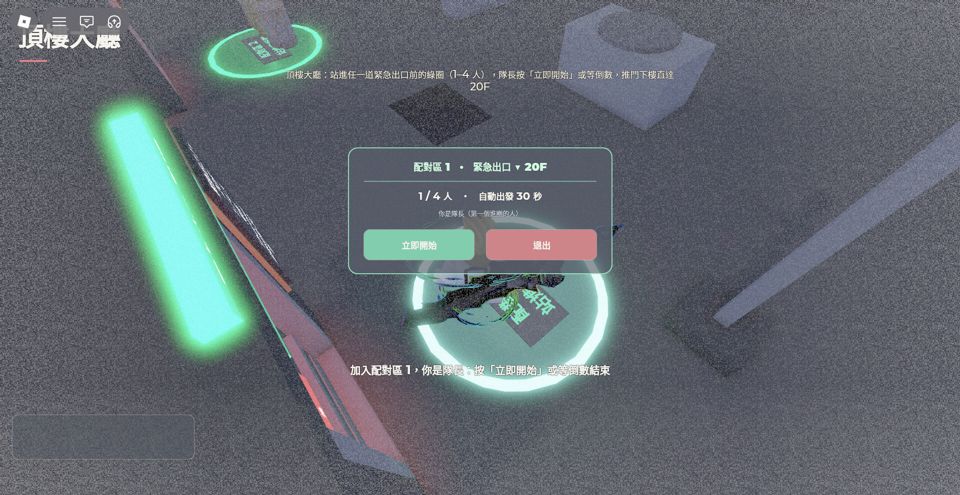 頂樓大廳
頂樓大廳：站進任一道緊急出口前的綠圈（1–4 人），隊長按「立即開始」或等倒數，推門下樓直達
20F
配對區 1 • 緊急出口 ▼ 20F
1 / 4 人 • 自動出發 30 秒
你是隊長（第一個進圈的人）
立即開始
退出
加入配對區 1，你是隊長：按「立即開始」或等倒數結束